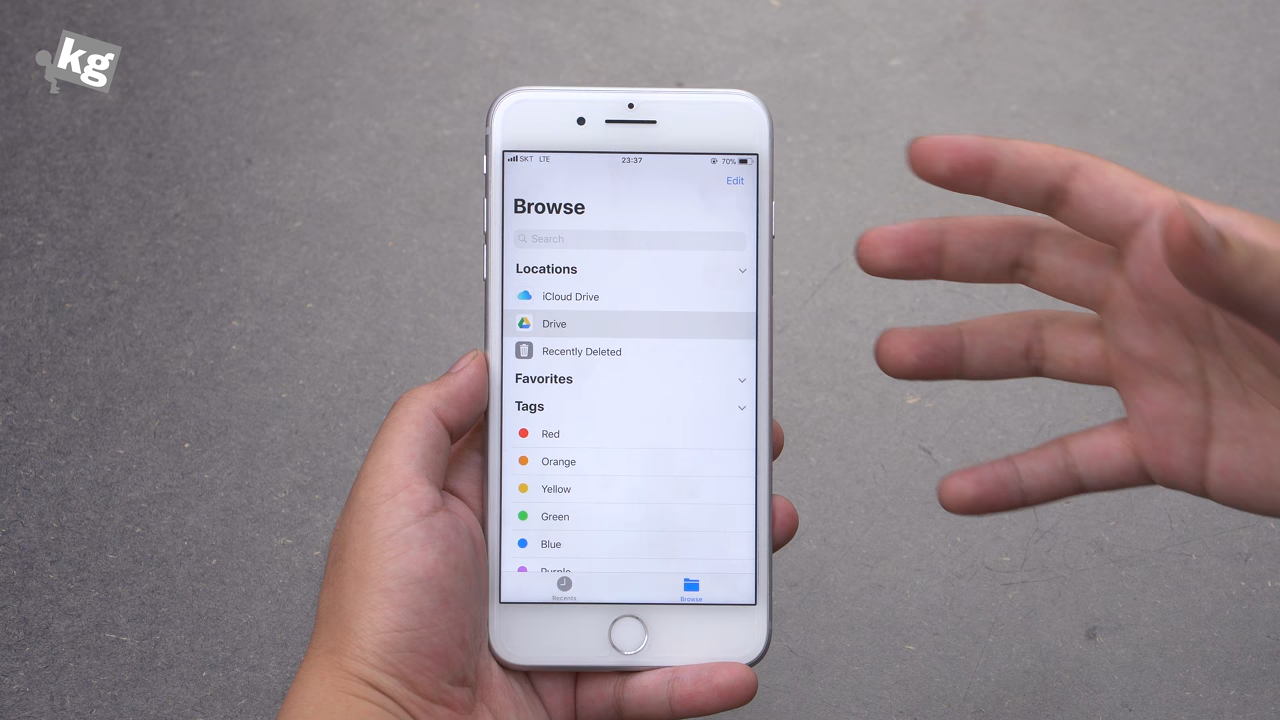 kg
SKT LTE 23:37 70%
Edit
Browse
Search
Locations
iCloud Drive
Drive
Recently Deleted
Favorites
Tags
Red
Orange
Yellow
Green
Blue
Purple
Recents
Browse